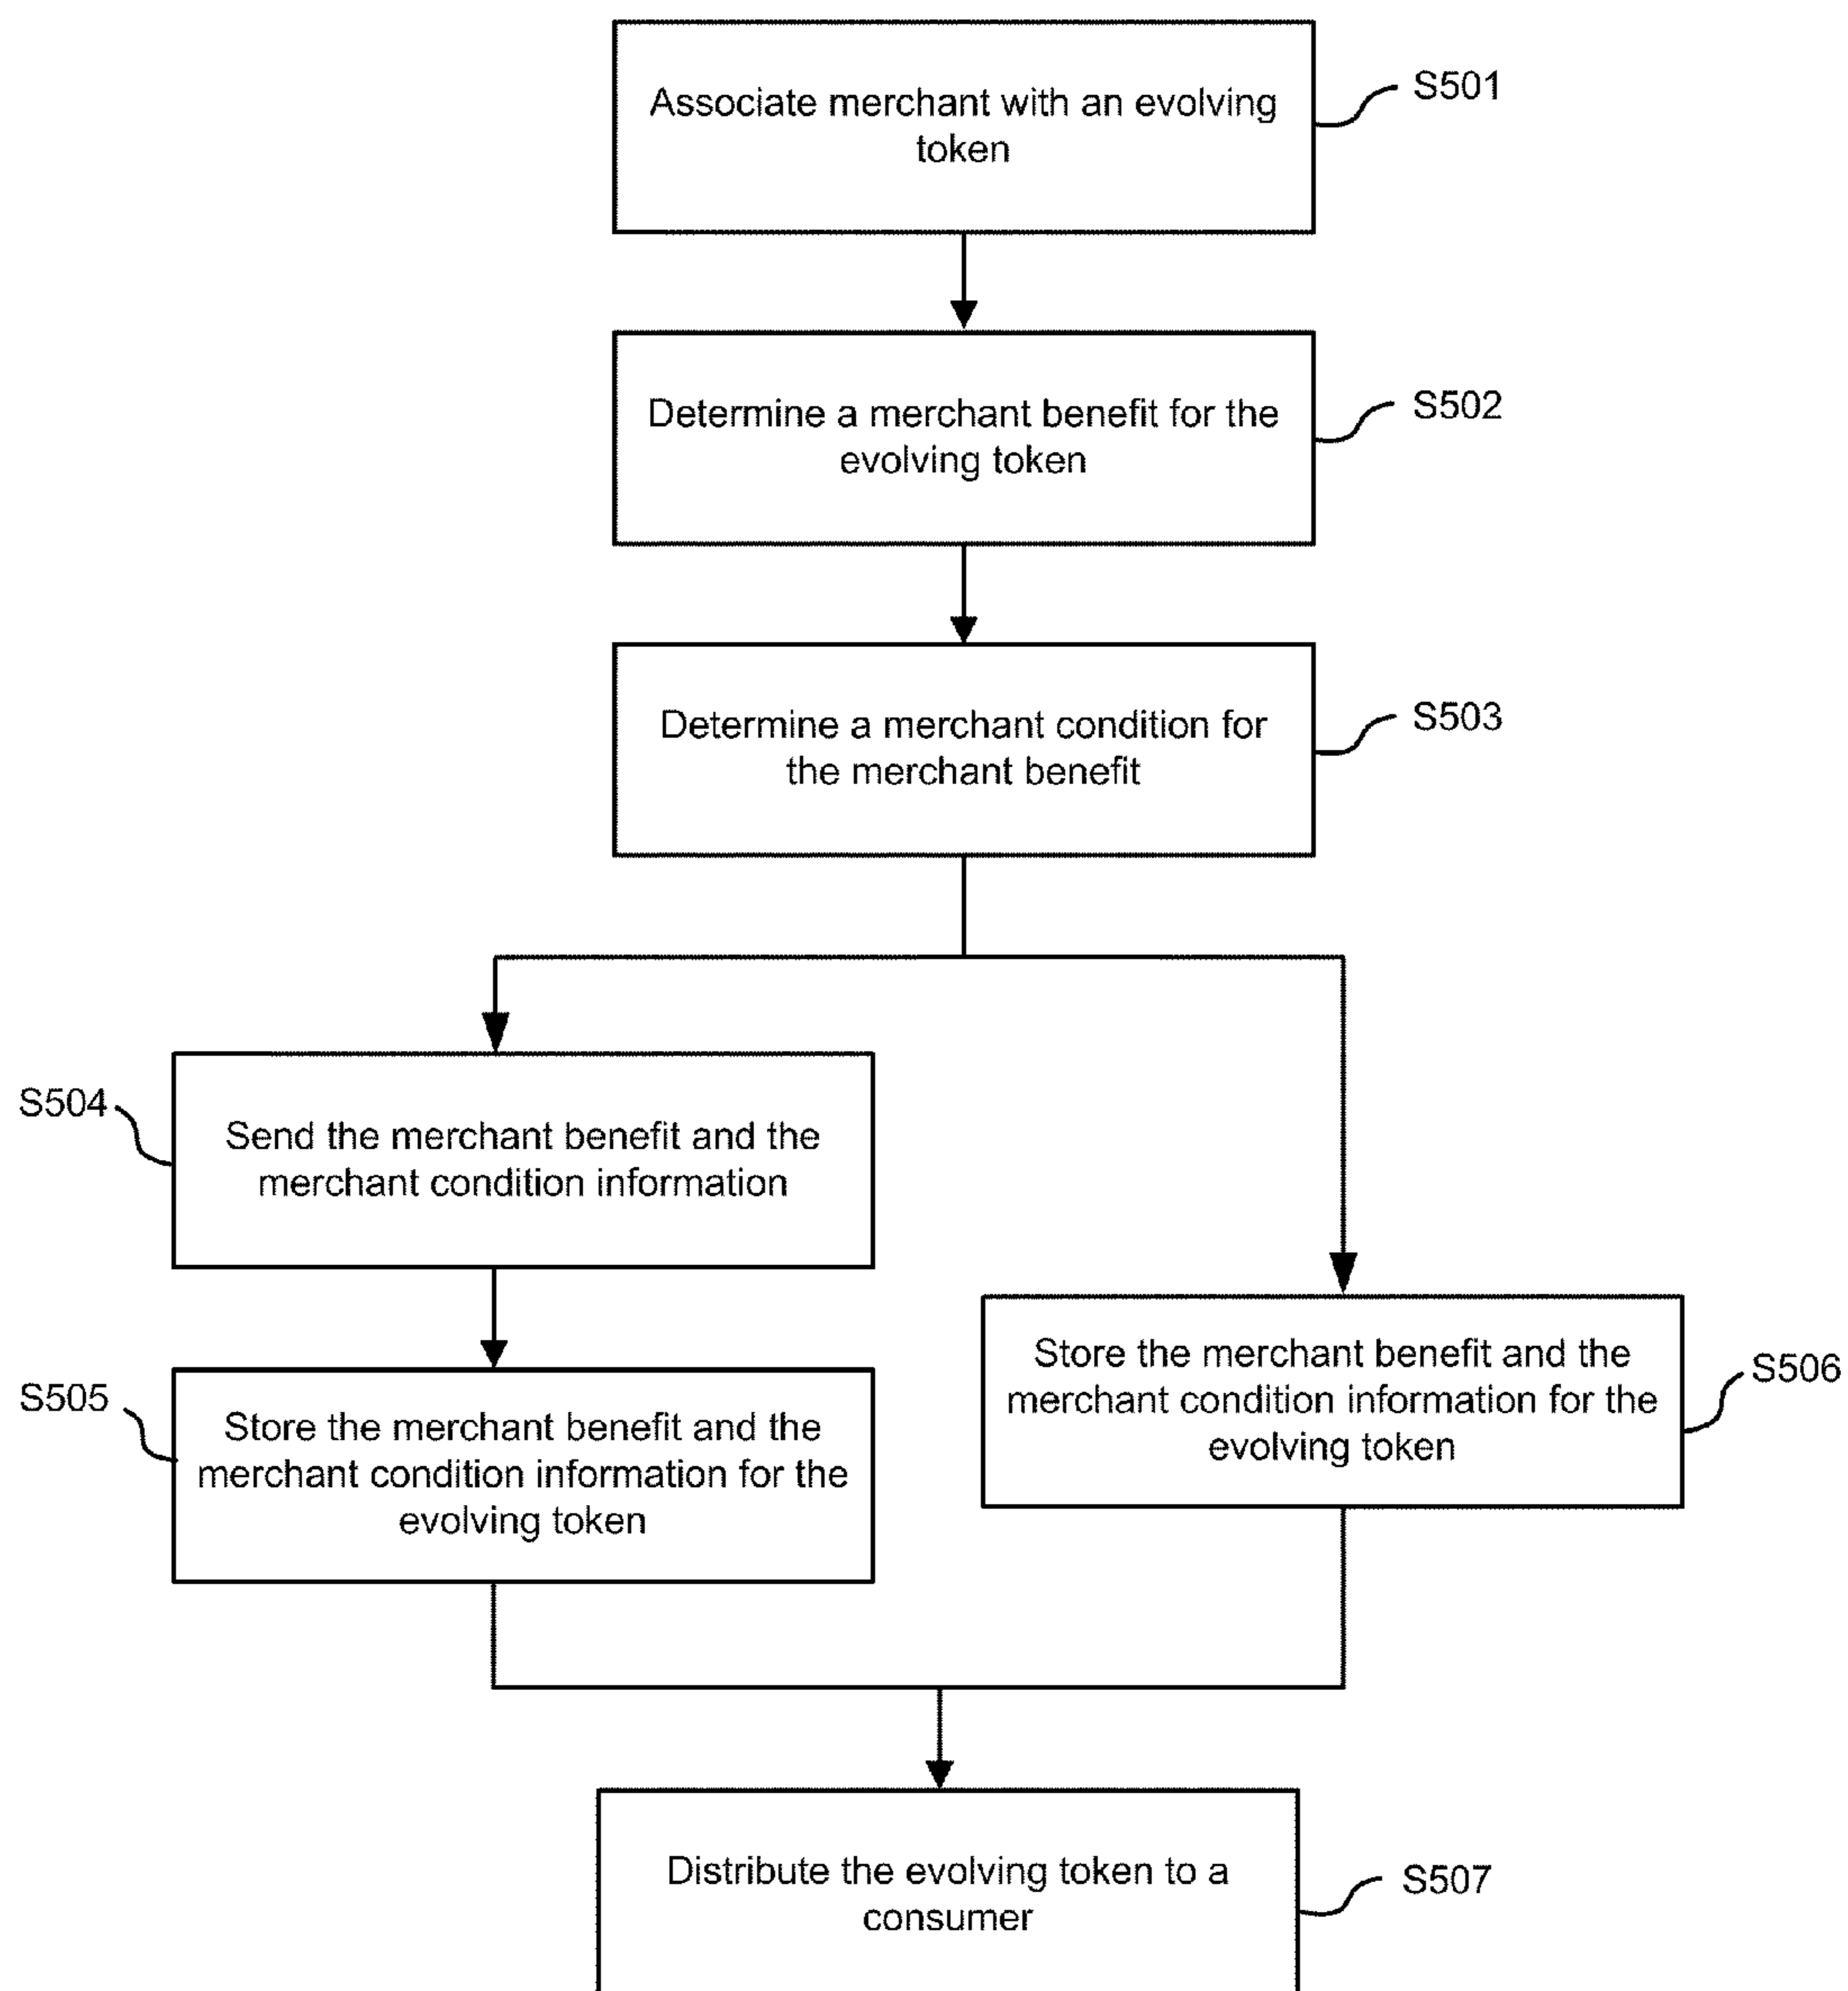 Associate merchant with an evolving
token
S501
Determine a merchant benefit for the
evolving token
S502
Determine a merchant condition for
the merchant benefit
S503
S504
Send the merchant benefit and the
merchant condition information
S505
Store the merchant benefit and the
merchant condition information for the
evolving token
Store the merchant benefit and the
merchant condition information for the
evolving token
S506
Distribute the evolving token to a
consumer
S507